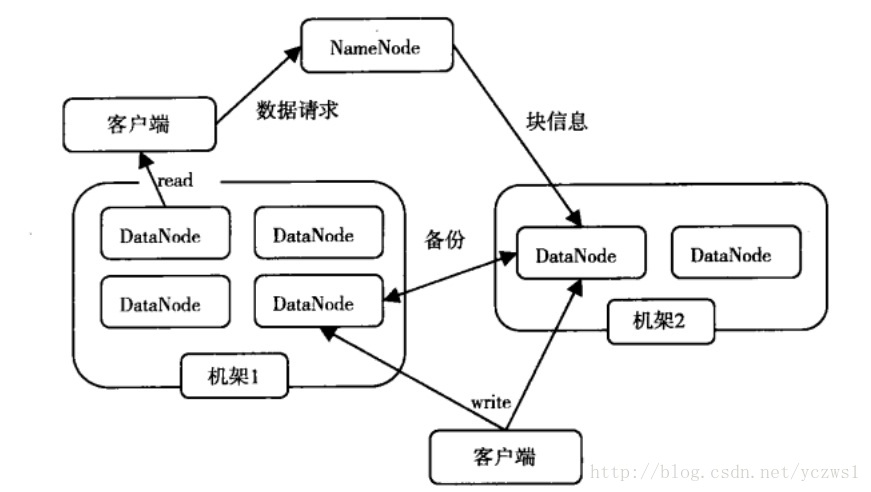 NameNode
客户端
数据请求
块信息
read
DataNode
DataNode
DataNode
DataNode
机架1
备份
DataNode
DataNode
机架2
write
客户端
http://blog.csdn.net/yczws1